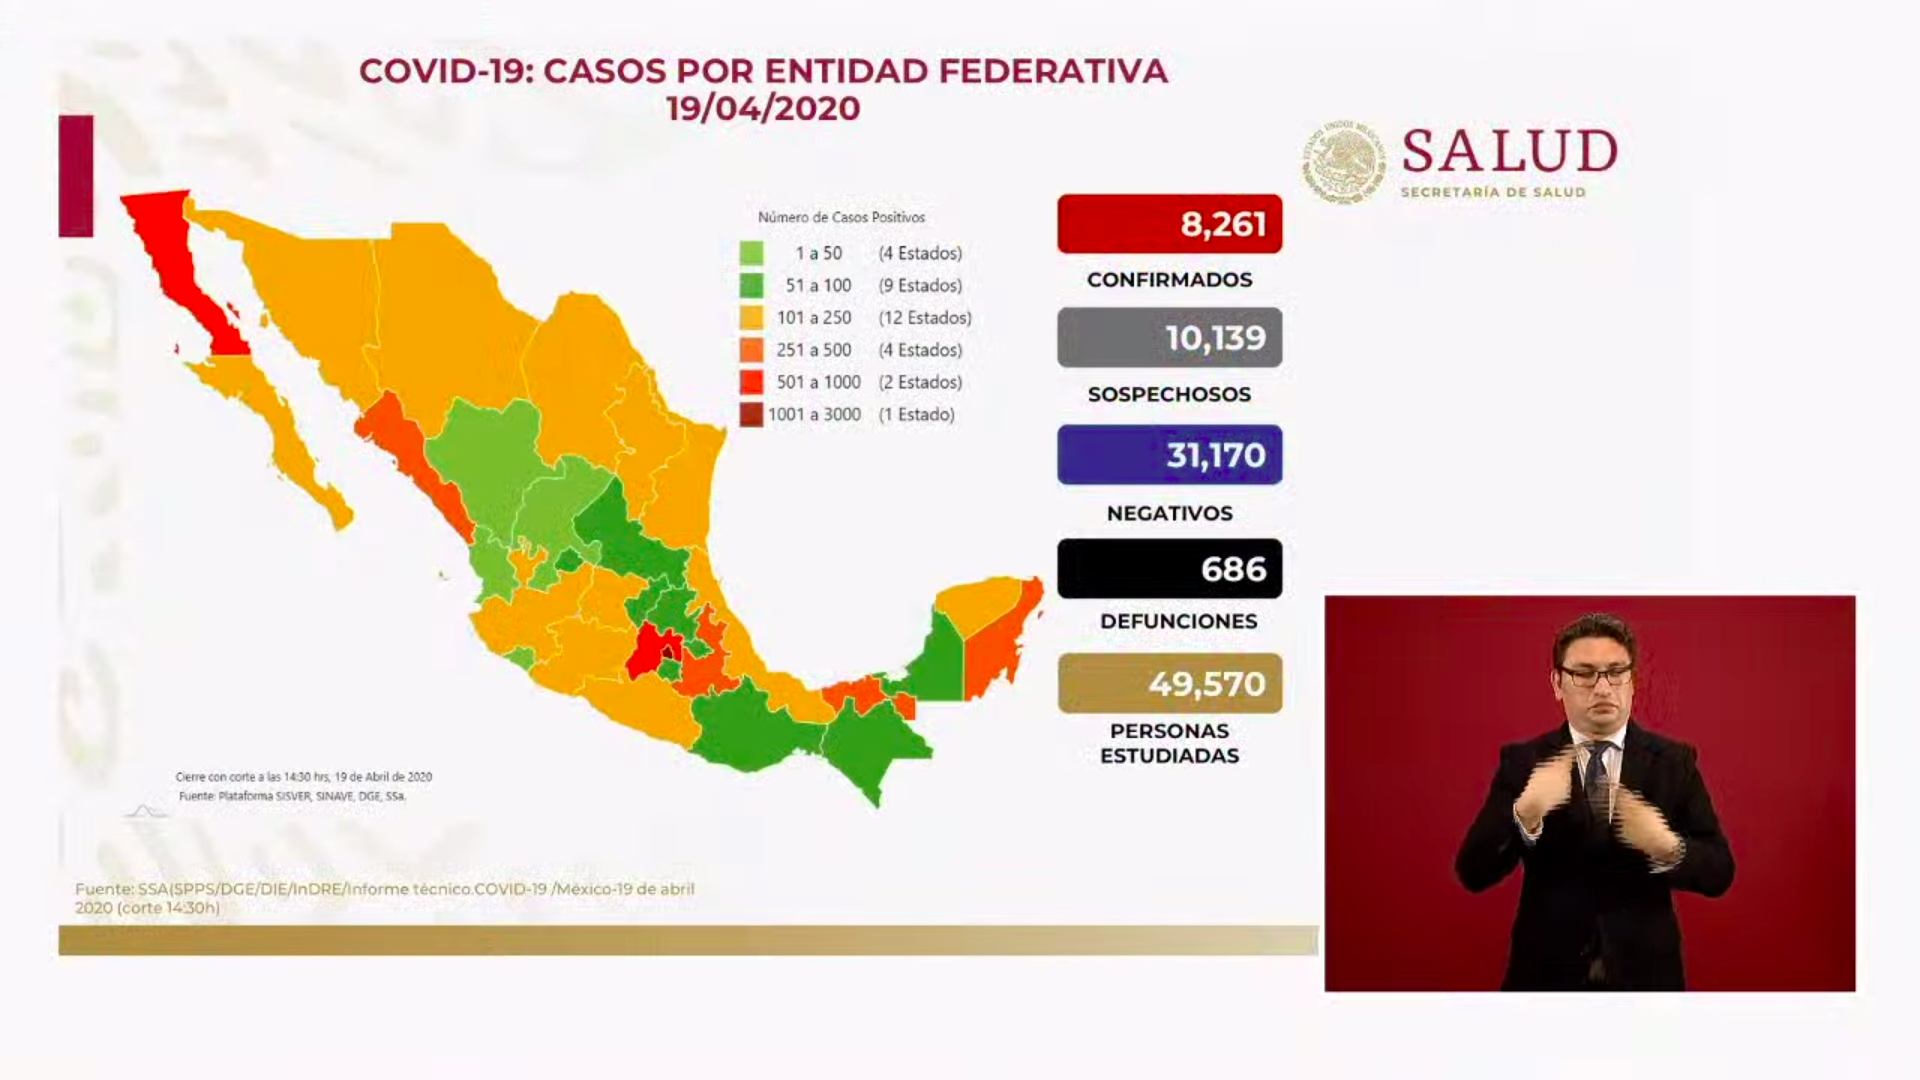 COVID-19: CASOS POR ENTIDAD FEDERATIVA
19/04/2020
ESTADOS UNIDOS MEXICANOS
SALUD
SECRETARÍA DE SALUD
Número de Casos Positivos
1 a 50 (4 Estados)
51 a 100 (9 Estados)
101 a 250 (12 Estados)
251 a 500 (4 Estados)
501 a 1000 (2 Estados)
1001 a 3000 (1 Estado)
8,261
CONFIRMADOS
10,139
SOSPECHOSOS
31,170
NEGATIVOS
686
DEFUNCIONES
49,570
PERSONAS
ESTUDIADAS
Cierre con corte a las 14:30 hrs, 19 de Abril de 2020
Fuente: Plataforma SISVER, SINAVE, DGE, SSa.
Fuente: SSA(SPPS/DGE/DIE/InDRE/Informe técnico.COVID-19 /México-19 de abril
2020 (corte 14:30h)